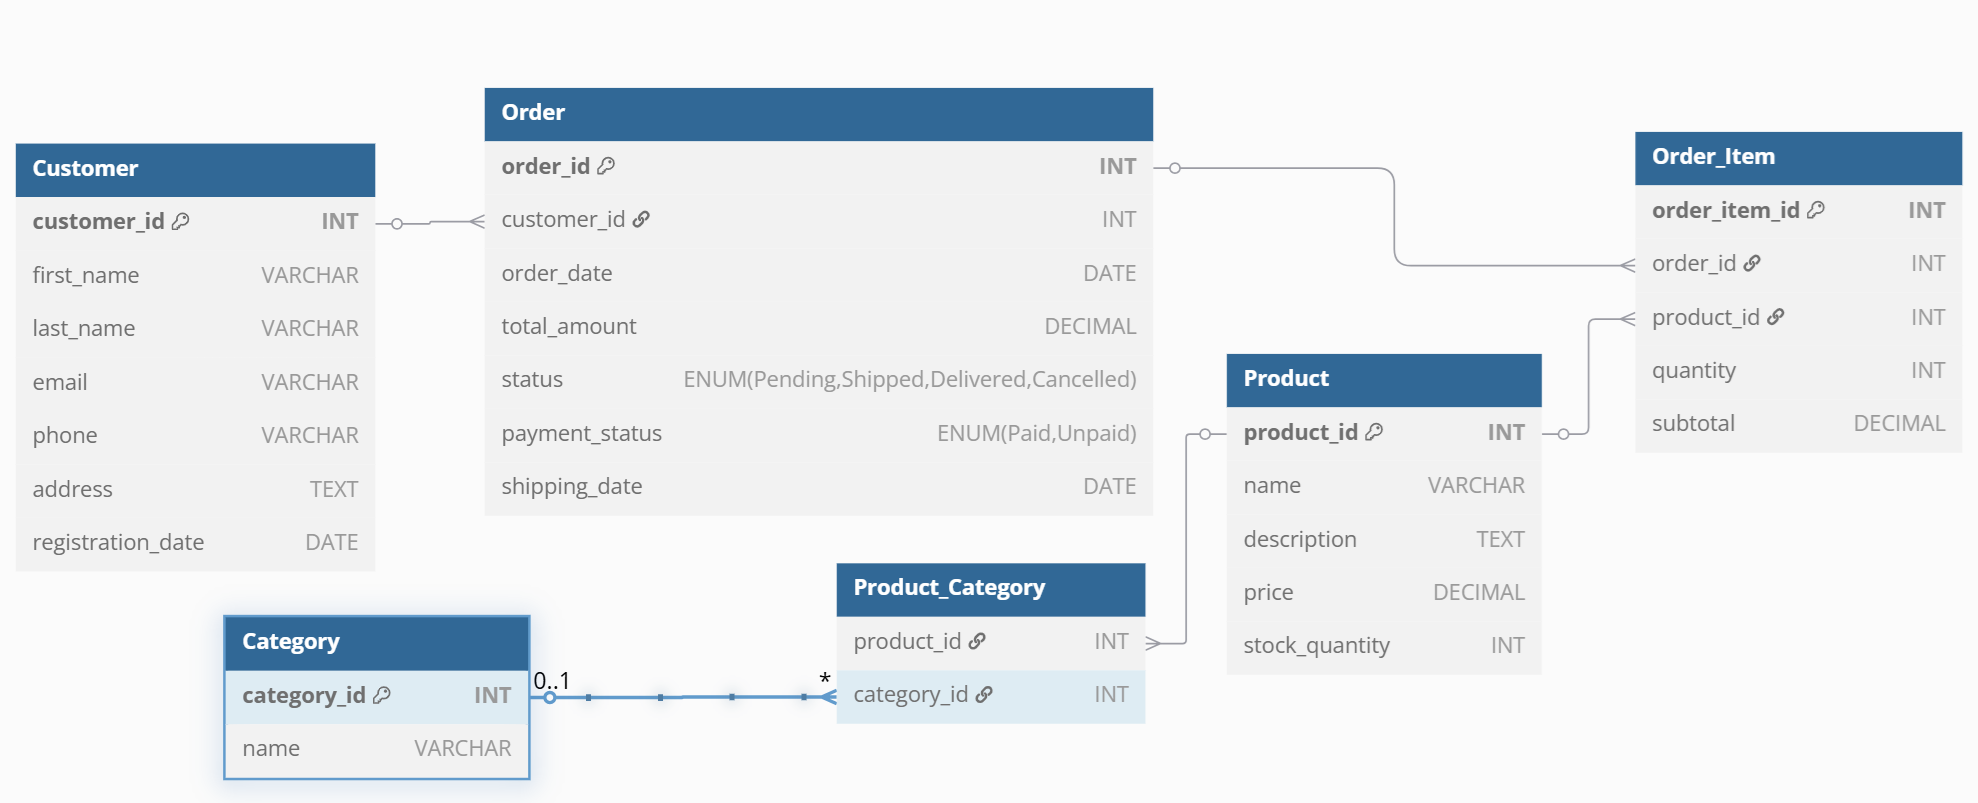 Customer
customer_id INT
first_name VARCHAR
last_name VARCHAR
email VARCHAR
phone VARCHAR
address TEXT
registration_date DATE
Order
order_id INT
customer_id INT
order_date DATE
total_amount DECIMAL
status ENUM(Pending,Shipped,Delivered,Cancelled)
payment_status ENUM(Paid,Unpaid)
shipping_date DATE
Order_Item
order_item_id INT
order_id INT
product_id INT
quantity INT
subtotal DECIMAL
Product
product_id INT
name VARCHAR
description TEXT
price DECIMAL
stock_quantity INT
Category
category_id INT
name VARCHAR
0..1 *
Product_Category
product_id INT
category_id INT